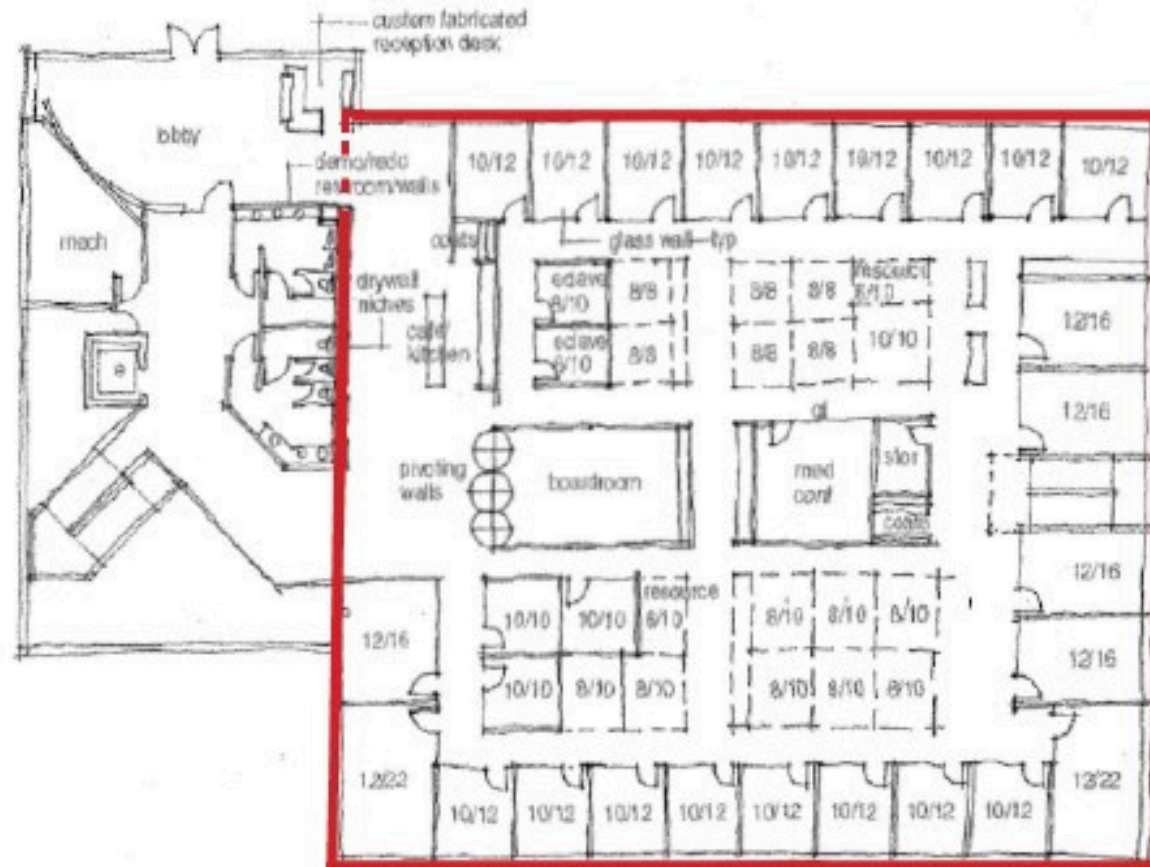 custom fabricated
reception desk
lobby
demo/redo
restroom/walls
10/12 10/12 10/12 10/12 10/12 10/12 10/12 10/12 10/12
mech
coats
glass wall-typ
drywall
niches
cafe/
kitchen
8/10
8/8
8/8
8/8
resource
8/10
8/10
8/8
8/8
8/8
10/10
12/16
12/16
gl
pivoting
walls
boardroom
med
conf
stor
coats
12/16
12/16
resource
10/10
10/10
8/10
8/10
8/10
8/10
12/16
10/10
8/10
8/10
8/10
8/10
8/10
12/22
12/22
10/12 10/12 10/12 10/12 10/12 10/12 10/12 10/12